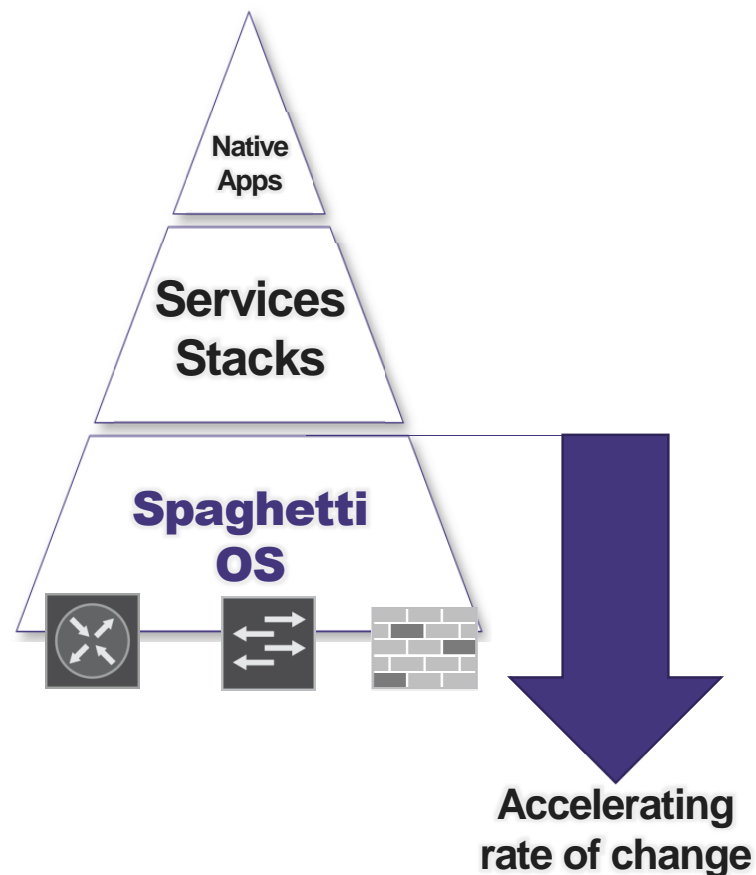 Native
Apps
Services
Stacks
Spaghetti
OS
Accelerating
rate of change